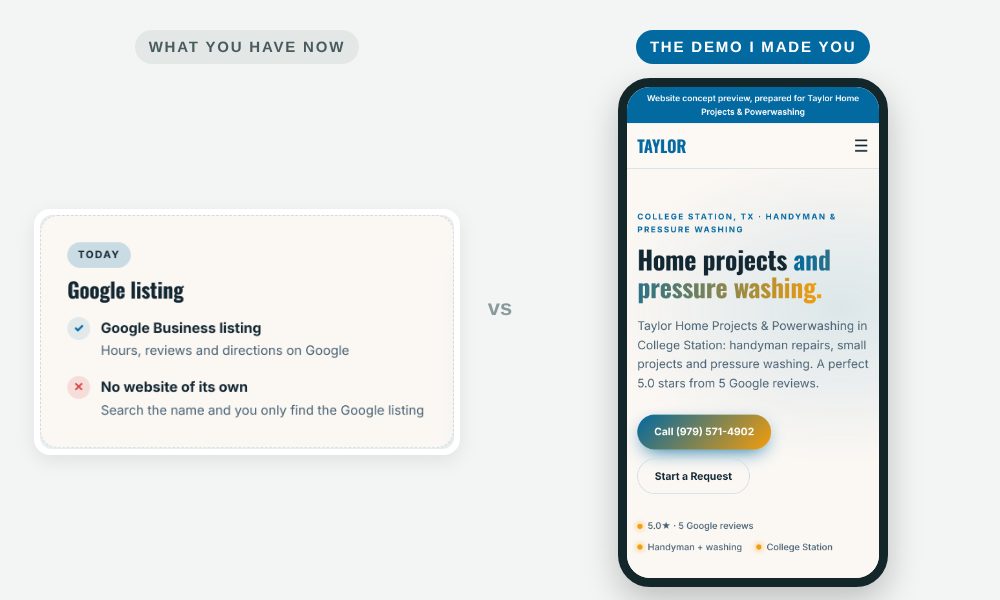 WHAT YOU HAVE NOW
TODAY
Google listing
Google Business listing
Hours, reviews and directions on Google
No website of its own
Search the name and you only find the Google listing
vs
THE DEMO I MADE YOU
Website concept preview, prepared for Taylor Home
Projects & Powerwashing
TAYLOR
COLLEGE STATION, TX · HANDYMAN &
PRESSURE WASHING
Home projects and
pressure washing.
Taylor Home Projects & Powerwashing in
College Station: handyman repairs, small
projects and pressure washing. A perfect
5.0 stars from 5 Google reviews.
Call (979) 571-4902
Start a Request
5.0★ · 5 Google reviews
Handyman + washing
College Station